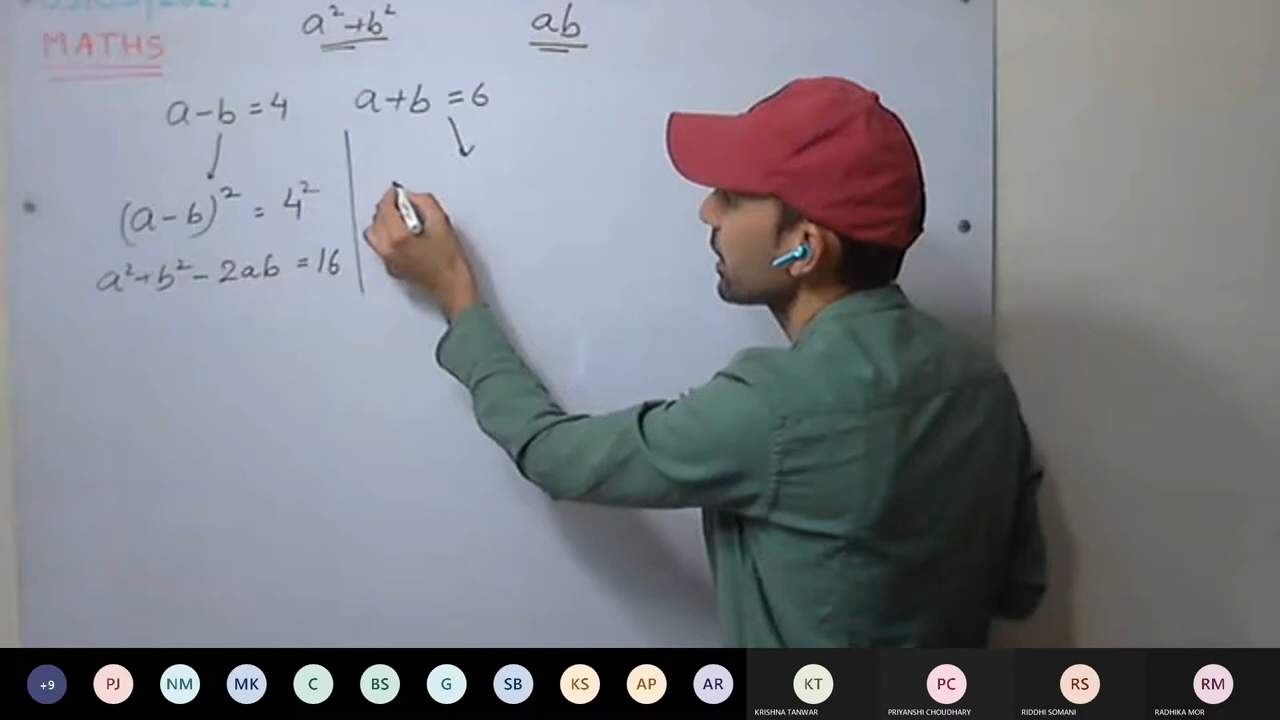 MATHS
a²+b²
ab
a-b=4
a+b=6
(a-b)² = 4²
a²+b²-2ab =16
+9
PJ
NM
MK
C
BS
G
SB
KS
AP
AR
KT
PC
RS
RM
KRISHNA TANWAR
PRIYANSHI CHOUDHARY
RIDDHI SOMANI
RADHIKA MOR